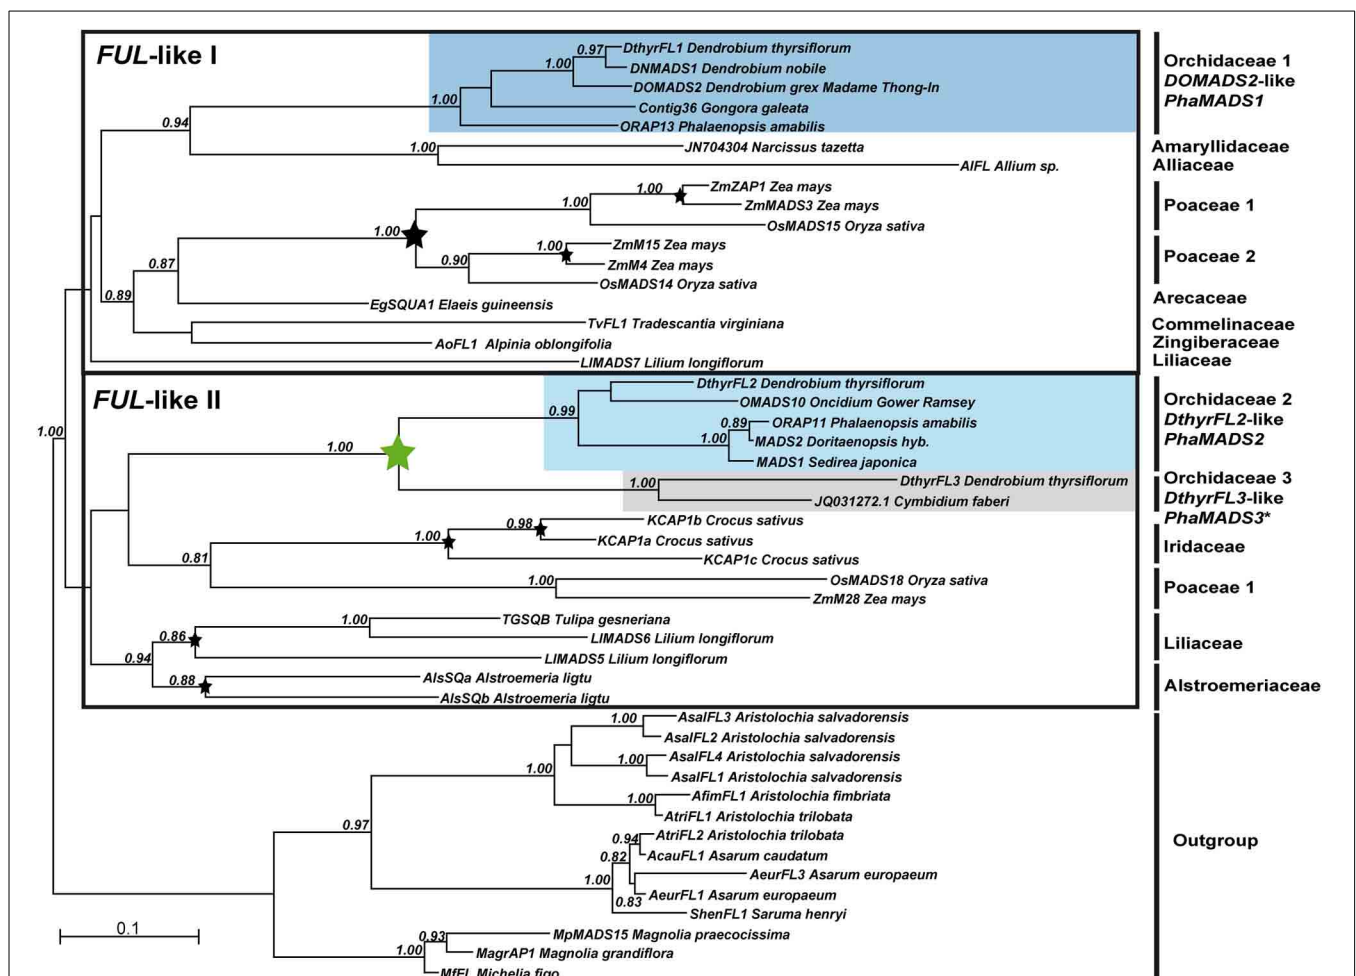 FUL-like I
0.97
DthyrFL1 Dendrobium thyrsiflorum
1.00
DNMADS1 Dendrobium nobile
DOMADS2 Dendrobium grex Madame Thong-In
1.00
Contig36 Gongora galeata
ORAP13 Phalaenopsis amabilis
Orchidaceae 1
DOMADS2-like
PhaMADS1
0.94
1.00
JN704304 Narcissus tazetta
Amaryllidaceae
AlFL Allium sp.
Alliaceae
1.00
ZmZAP1 Zea mays
1.00
ZmMADS3 Zea mays
OsMADS15 Oryza sativa
Poaceae 1
1.00
1.00
ZmM15 Zea mays
0.90
ZmM4 Zea mays
OsMADS14 Oryza sativa
Poaceae 2
0.87
0.89
EgSQUA1 Elaeis guineensis
Arecaceae
TvFL1 Tradescantia virginiana
Commelinaceae
AoFL1 Alpinia oblongifolia
Zingiberaceae
LlMADS7 Lilium longiflorum
Liliaceae
FUL-like II
1.00
DthyrFL2 Dendrobium thyrsiflorum
0.99
OMADS10 Oncidium Gower Ramsey
0.89
ORAP11 Phalaenopsis amabilis
1.00
MADS2 Doritaenopsis hyb.
MADS1 Sedirea japonica
Orchidaceae 2
DthyrFL2-like
PhaMADS2
1.00
1.00
DthyrFL3 Dendrobium thyrsiflorum
JQ031272.1 Cymbidium faberi
Orchidaceae 3
DthyrFL3-like
PhaMADS3*
0.98
KCAP1b Crocus sativus
1.00
KCAP1a Crocus sativus
KCAP1c Crocus sativus
Iridaceae
0.81
1.00
OsMADS18 Oryza sativa
ZmM28 Zea mays
Poaceae 1
1.00
TGSQB Tulipa gesneriana
0.86
LlMADS6 Lilium longiflorum
LlMADS5 Lilium longiflorum
Liliaceae
0.94
0.88
AlsSQa Alstroemeria ligtu
AlsSQb Alstroemeria ligtu
Alstroemeriaceae
1.00
AsalFL3 Aristolochia salvadorensis
AsalFL2 Aristolochia salvadorensis
1.00
1.00
AsalFL4 Aristolochia salvadorensis
AsalFL1 Aristolochia salvadorensis
1.00
AfimFL1 Aristolochia fimbriata
AtriFL1 Aristolochia trilobata
0.97
0.94
AtriFL2 Aristolochia trilobata
0.82
AcauFL1 Asarum caudatum
1.00
AeurFL3 Asarum europaeum
0.83
AeurFL1 Asarum europaeum
ShenFL1 Saruma henryi
Outgroup
0.1
0.93
MpMADS15 Magnolia praecocissima
1.00
MagrAP1 Magnolia grandiflora
MfFL Michelia figo